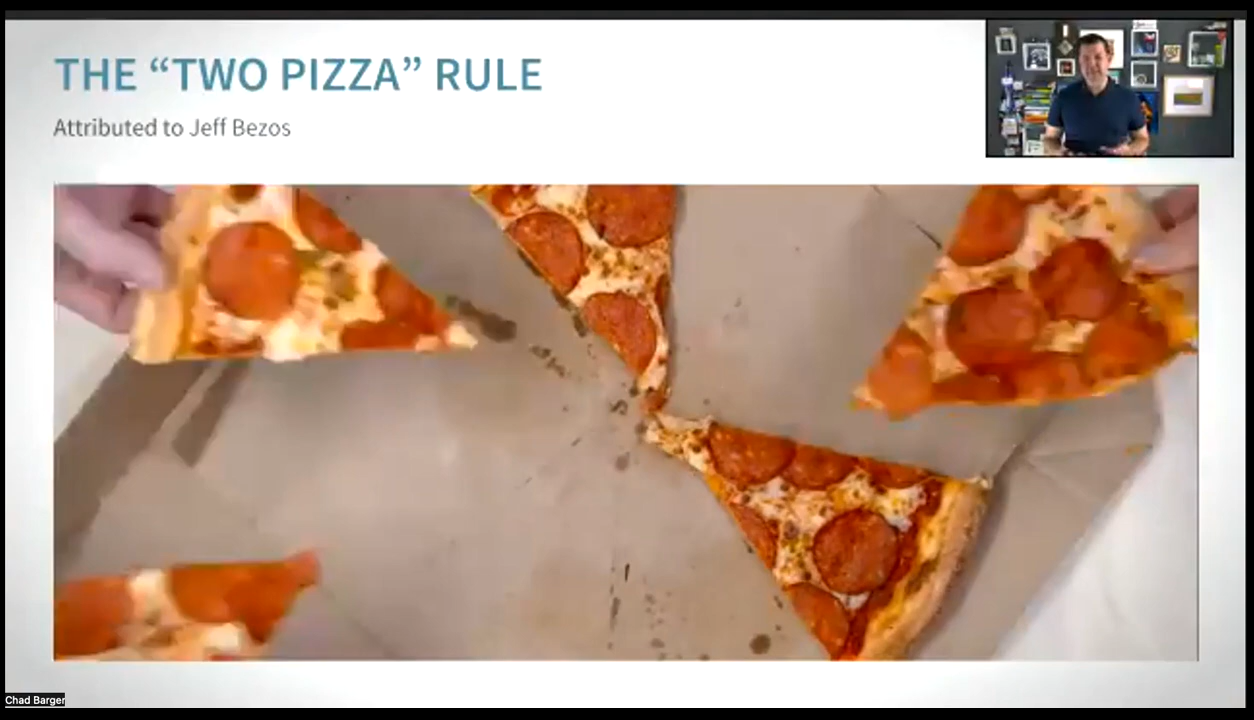 THE “TWO PIZZA” RULE
Attributed to Jeff Bezos
Chad Barger